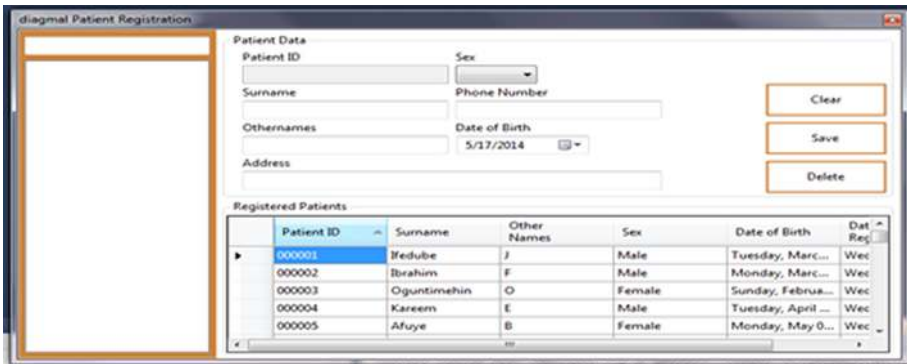 diagmal Patient Registration
Patient Data
Patient ID Sex
Surname Phone Number
Clear
Othernames Date of Birth
5/17/2014
Save
Address
Delete
Registered Patients
Patient ID Surname Other Names Sex Date of Birth Dat Reg
000001 Ifedube J Male Tuesday, Marc... Wec
000002 Ibrahim F Male Monday, Marc... Wec
000003 Oguntimehin O Female Sunday, Februa... Wec
000004 Kareem E Male Tuesday, April ... Wec
000005 Afuye B Female Monday, May 0... Wec